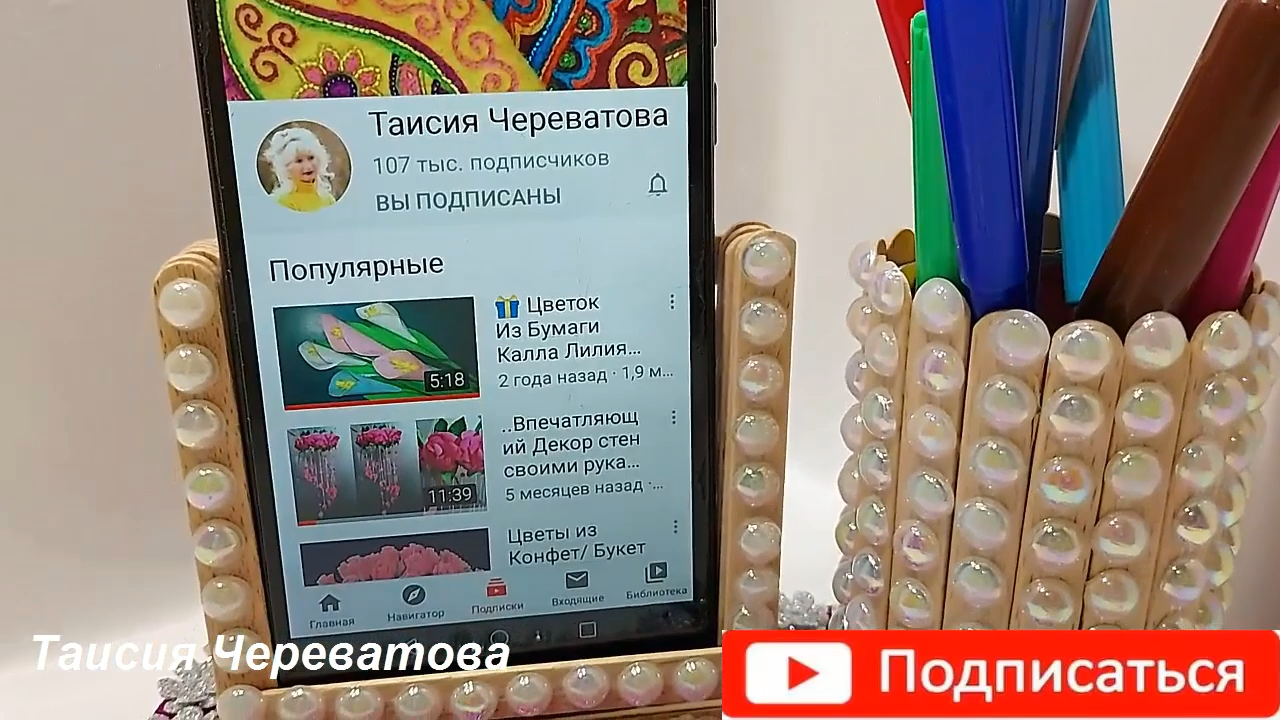 Таисия Череватова
107 тыс. подписчиков
ВЫ ПОДПИСАНЫ
Популярные
Цветок
Из Бумаги
Калла Лилия...
2 года назад · 1,9 м...
5:18
..Впечатляющ
ий Декор стен
своими рука...
5 месяцев назад ·...
11:39
Цветы из
Конфет/ Букет
Главная
Навигатор
Подписки
Входящие
Библиотека
Таисия Череватова
Подписаться